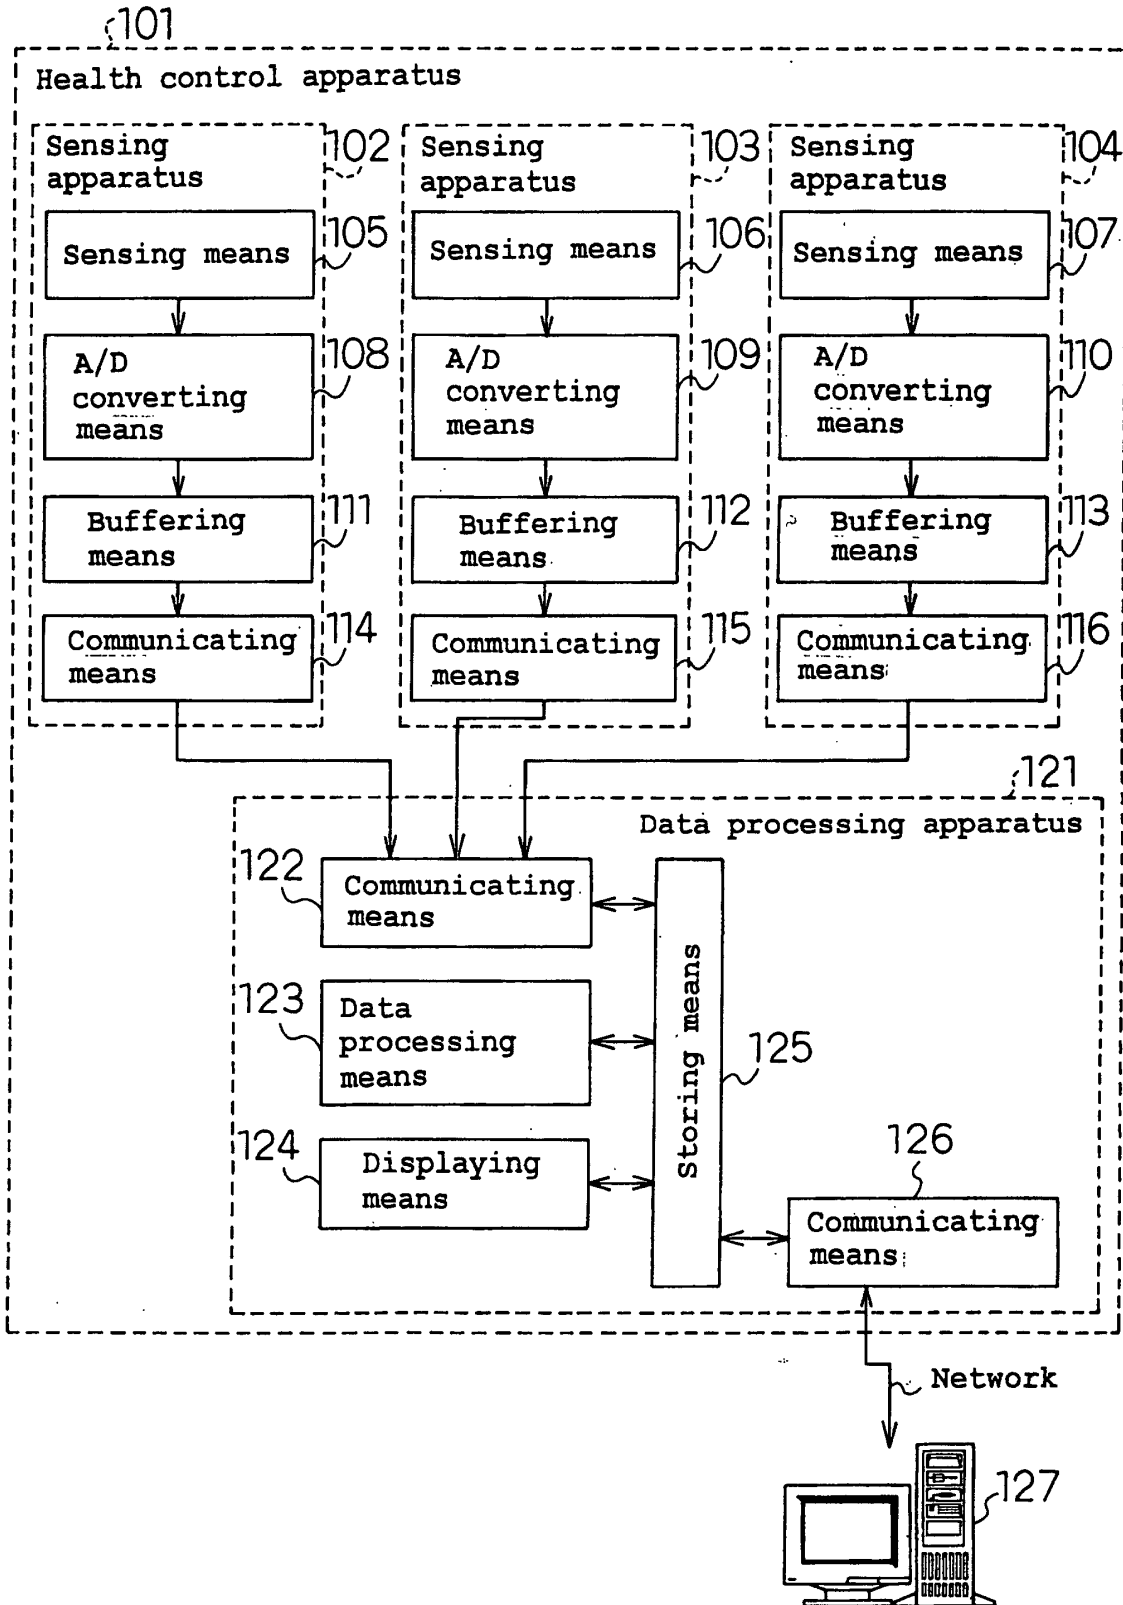 101
Health control apparatus
Sensing
apparatus
102
Sensing means
105
A/D
converting
means
108
Buffering
means
111
Communicating
means
114
Sensing
apparatus
103
Sensing means
106
A/D
converting
means
109
Buffering
means
112
Communicating
means
115
Sensing
apparatus
104
Sensing means
107
A/D
converting
means
110
Buffering
means
113
Communicating
means
116
121
Data processing apparatus
122
Communicating
means
123
Data
processing
means
124
Displaying
means
Storing means
125
126
Communicating
means
Network
127